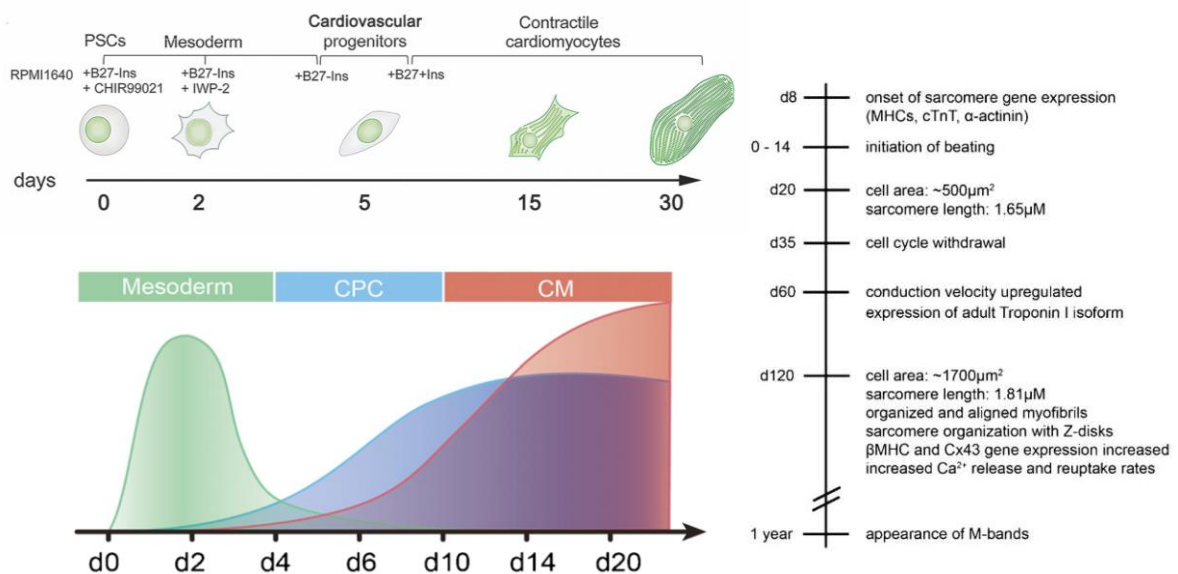 PSCs
Mesoderm
Cardiovascular
progenitors
Contractile
cardiomyocytes
RPMI1640
+B27-Ins
+ CHIR99021
+B27-Ins
+ IWP-2
+B27-Ins
+B27+Ins
days
0
2
5
15
30
Mesoderm
CPC
CM
d0
d2
d4
d6
d10
d14
d20
d8
onset of sarcomere gene expression
(MHCs, cTnT, α-actinin)
0 - 14
initiation of beating
d20
cell area: ~500µm²
sarcomere length: 1.65µM
d35
cell cycle withdrawal
d60
conduction velocity upregulated
expression of adult Troponin I isoform
d120
cell area: ~1700µm²
sarcomere length: 1.81µM
organized and aligned myofibrils
sarcomere organization with Z-disks
βMHC and Cx43 gene expression increased
increased Ca²⁺ release and reuptake rates
1 year
appearance of M-bands